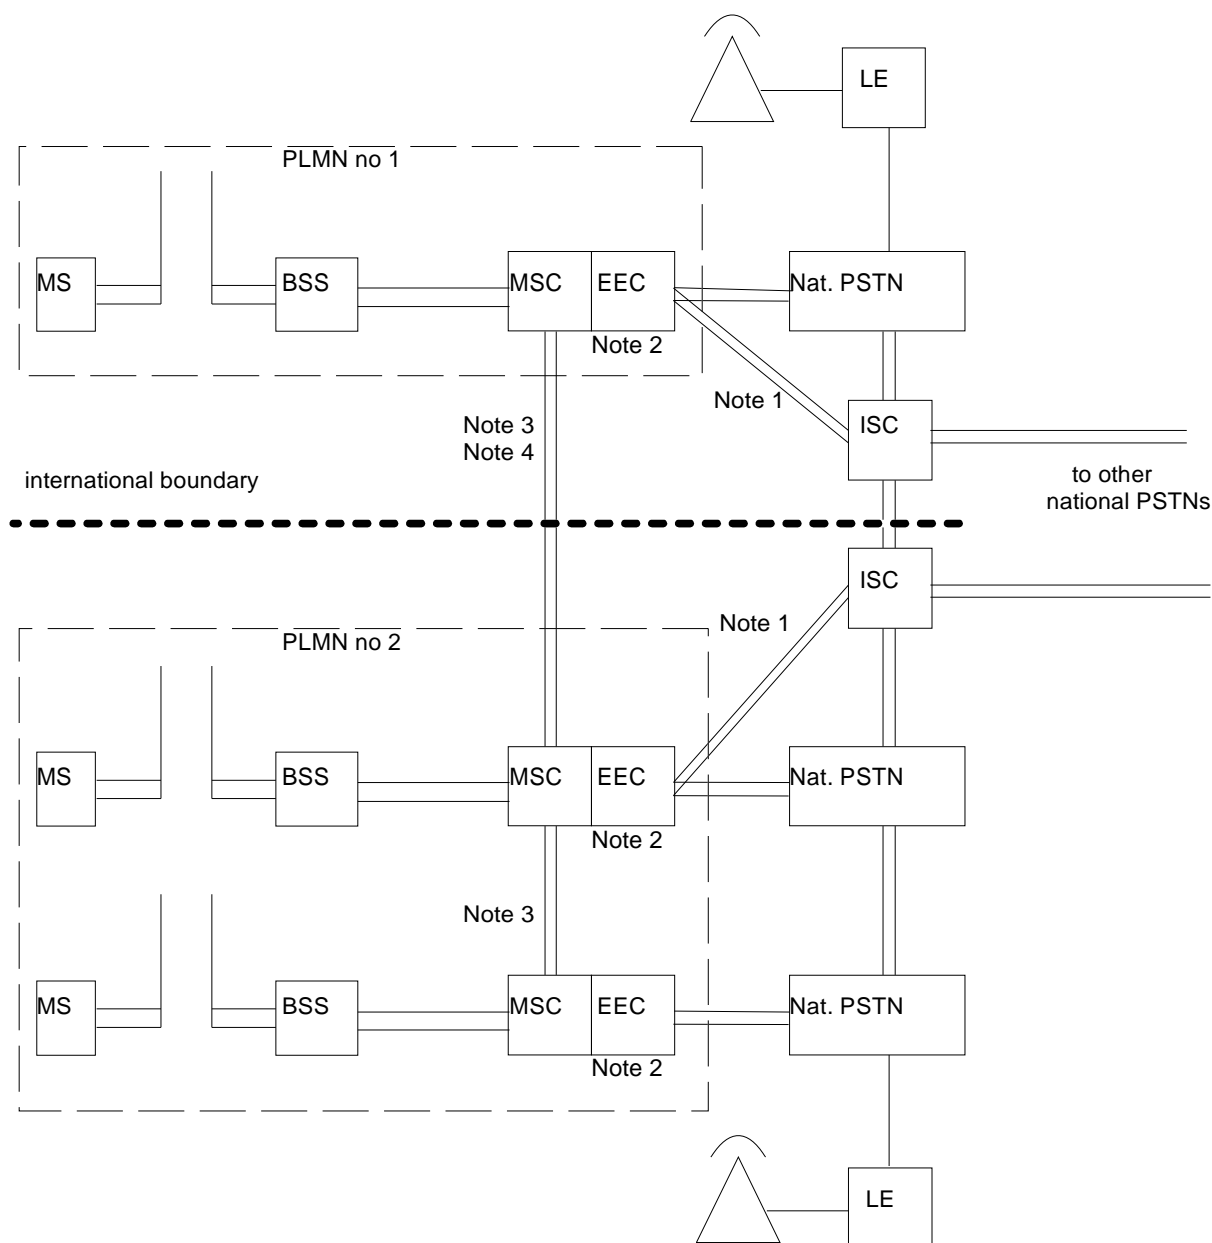 LE
PLMN no 1
MS
BSS
MSC
EEC
Nat. PSTN
Note 2
Note 1
Note 3
Note 4
ISC
international boundary
to other
national PSTNs
ISC
Note 1
PLMN no 2
MS
BSS
MSC
EEC
Nat. PSTN
Note 2
Note 3
MS
BSS
MSC
EEC
Nat. PSTN
Note 2
LE